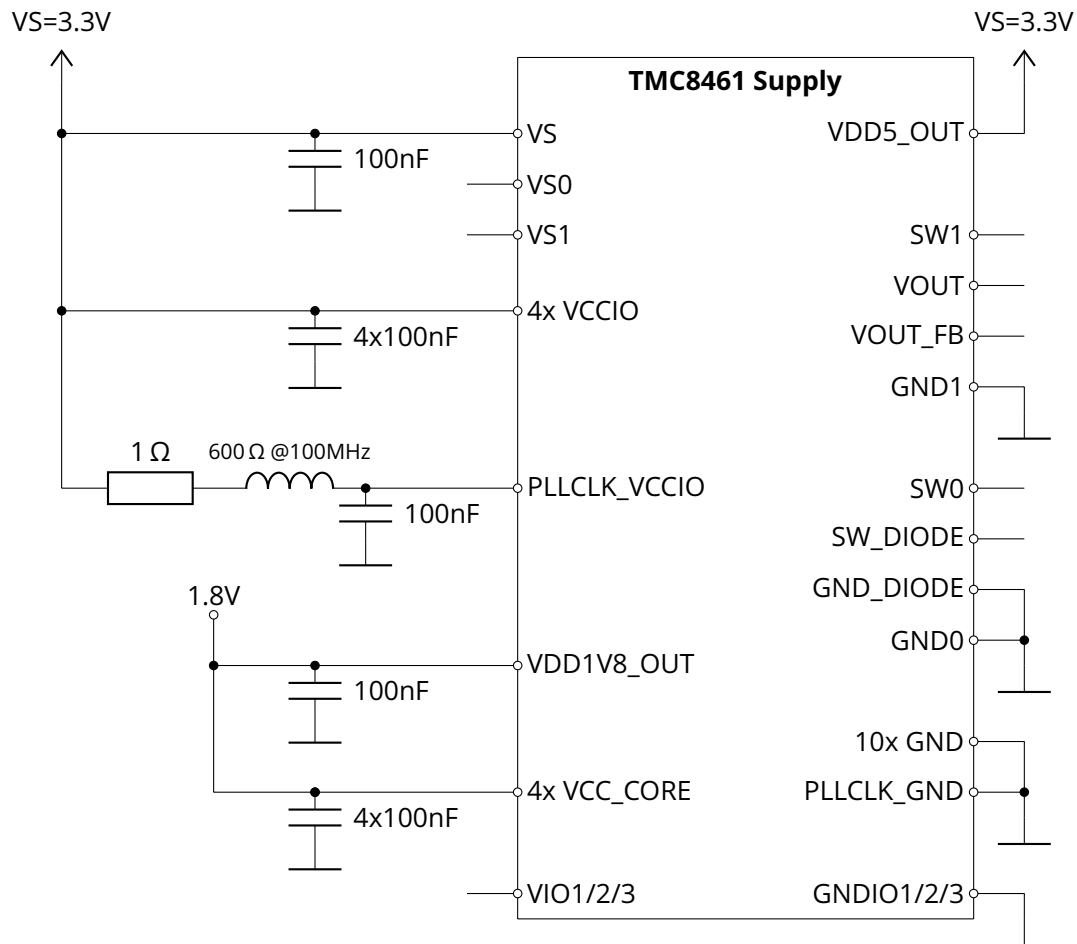 VS=3.3V
VS=3.3V
TMC8461 Supply
VS
VDD5_OUT
100nF
VS0
VS1
SW1
VOUT
4x VCCIO
4x100nF
VOUT_FB
GND1
1 Ω
600 Ω @100MHz
PLLCLK_VCCIO
SW0
100nF
SW_DIODE
GND_DIODE
1.8V
GND0
VDD1V8_OUT
100nF
10x GND
4x VCC_CORE
PLLCLK_GND
4x100nF
VIO1/2/3
GNDIO1/2/3